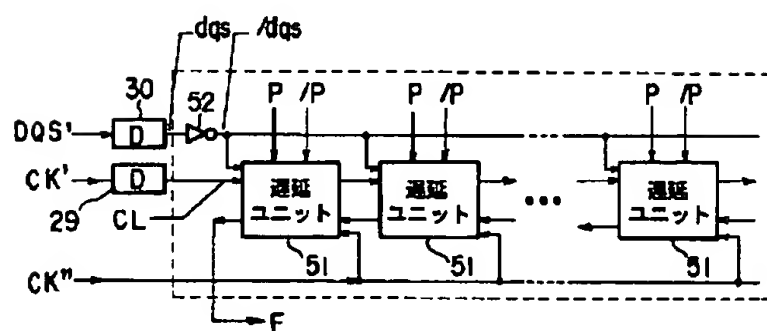 dqs /dqs
30 52 P /P P /P P /P
DQS' D
CK' D 遅延ユニット 遅延ユニット ••• 遅延ユニット
29 CL 51 51 51
CK"
F